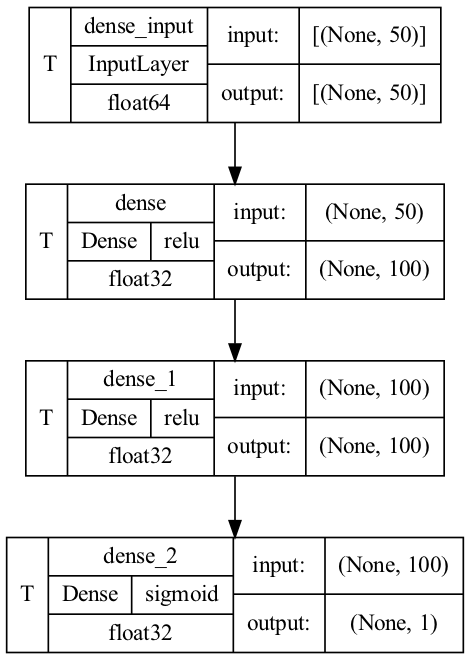 T
dense_input
InputLayer
float64
input:
[(None, 50)]
output:
[(None, 50)]
T
dense
Dense
relu
float32
input:
(None, 50)
output:
(None, 100)
T
dense_1
Dense
relu
float32
input:
(None, 100)
output:
(None, 100)
T
dense_2
Dense
sigmoid
float32
input:
(None, 100)
output:
(None, 1)